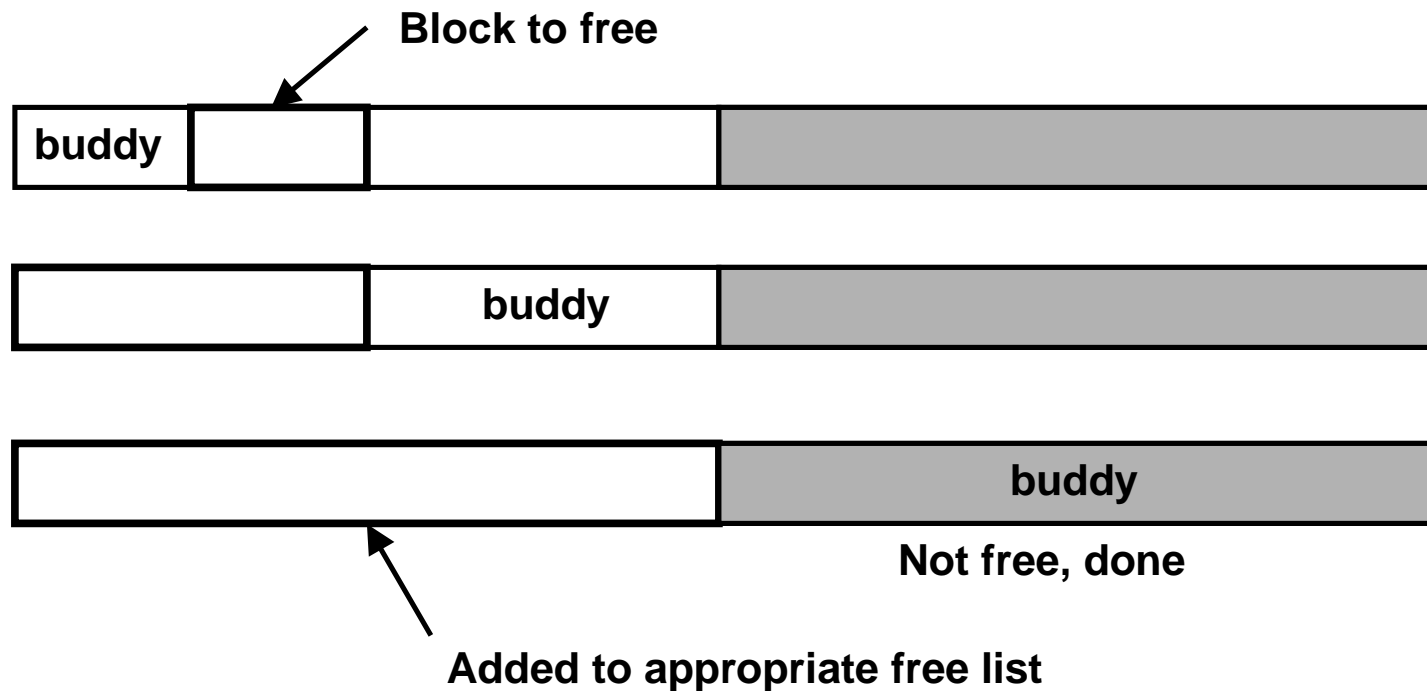 Block to free
buddy
buddy
buddy
Not free, done
Added to appropriate free list